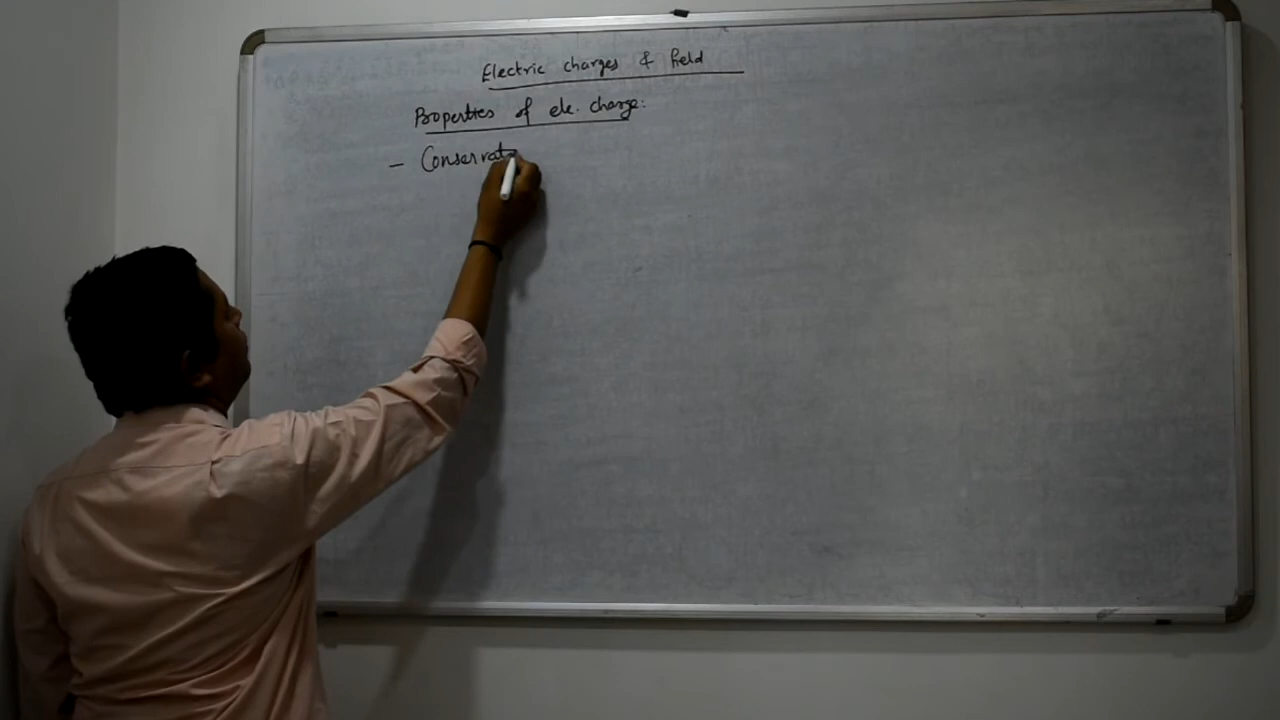 Electric charges & field
Properties of ele. charge:
- Conservat